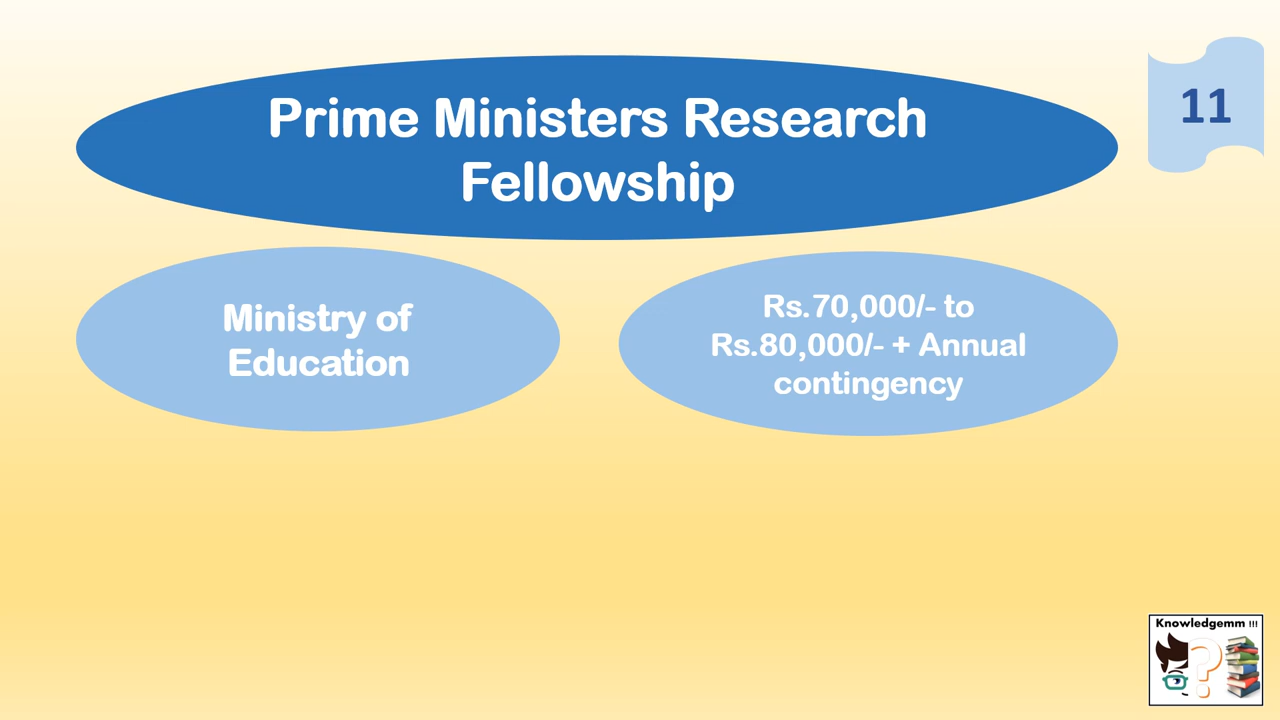 Prime Ministers Research
Fellowship
11
Ministry of
Education
Rs.70,000/- to
Rs.80,000/- + Annual
contingency
Knowledgemm !!!
?